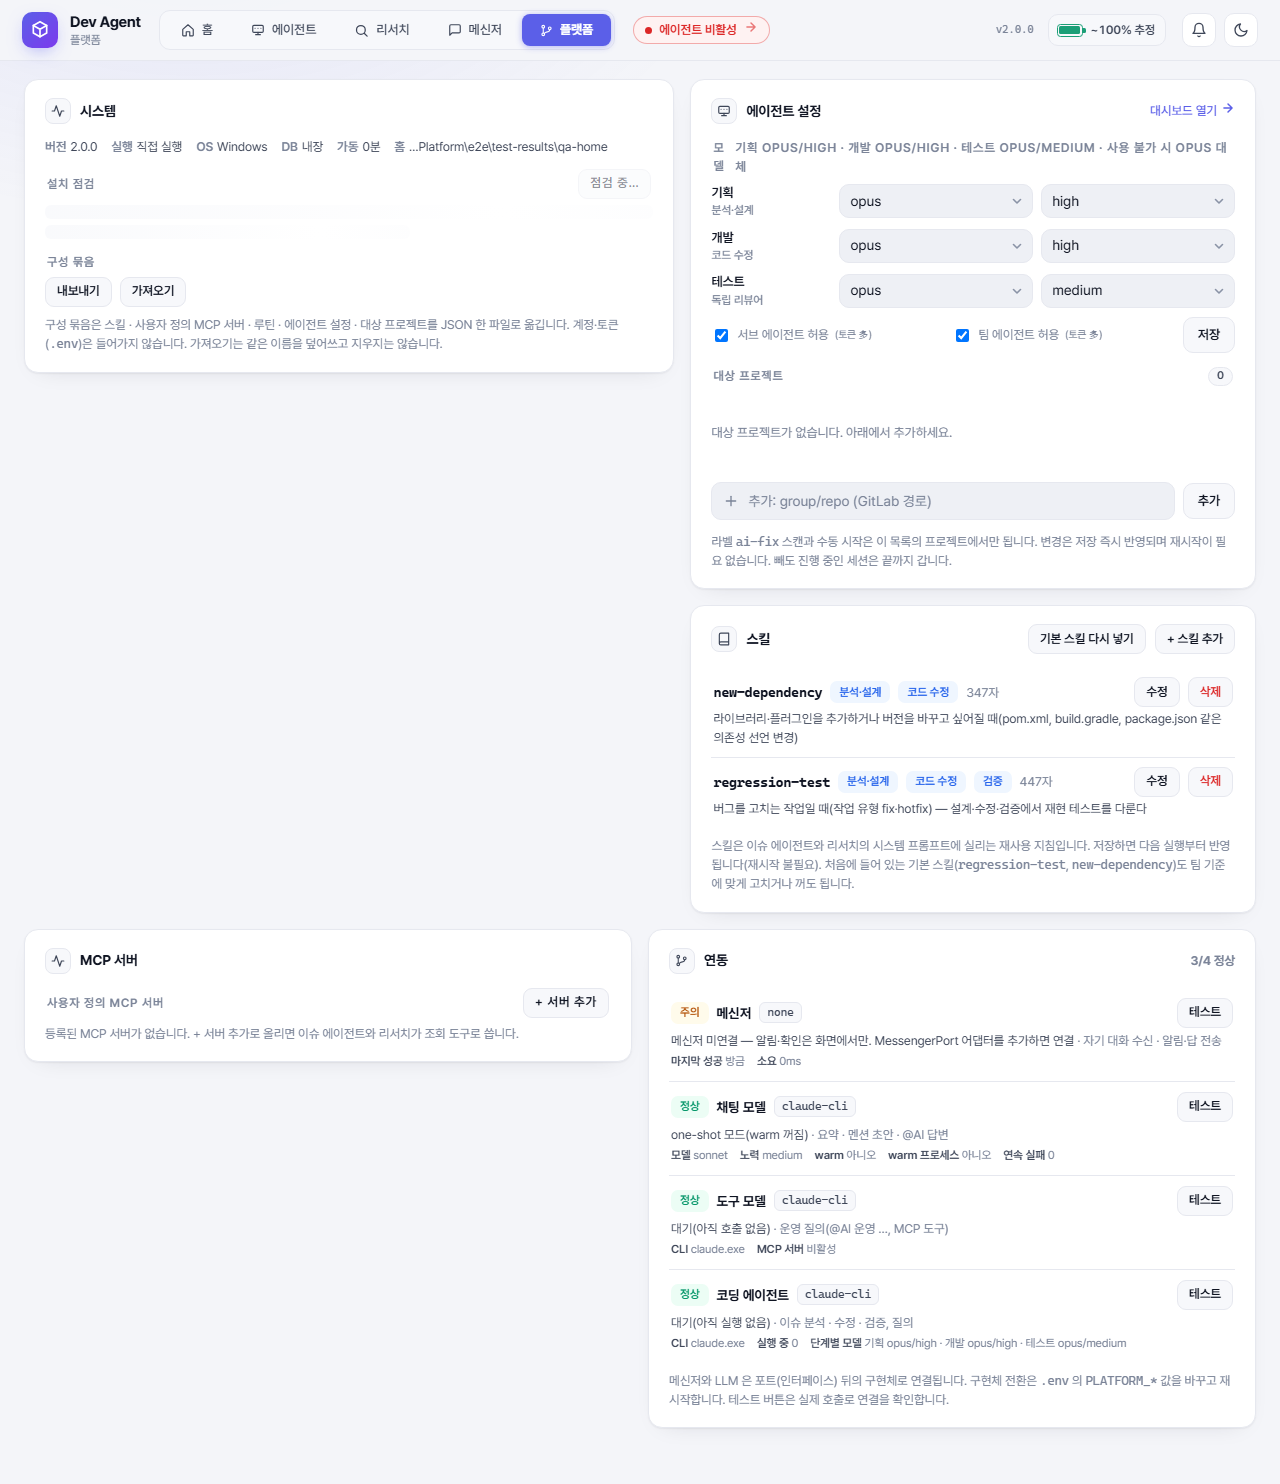 Dev Agent
플랫폼
홈
에이전트
리서치
메신저
플랫폼
에이전트 비활성 →
v2.0.0
~100% 추정
시스템
버전 2.0.0 실행 직접 실행 OS Windows DB 내장 가동 0분 홈 …Platform\e2e\test-results\qa-home
설치 점검
점검 중…
구성 묶음
내보내기
가져오기
구성 묶음은 스킬 · 사용자 정의 MCP 서버 · 루틴 · 에이전트 설정 · 대상 프로젝트를 JSON 한 파일로 옮깁니다. 계정·토큰
(.env)은 들어가지 않습니다. 가져오기는 같은 이름을 덮어쓰고 지우지는 않습니다.
에이전트 설정
대시보드 열기 →
모델
기획 OPUS/HIGH · 개발 OPUS/HIGH · 테스트 OPUS/MEDIUM · 사용 불가 시 OPUS 대
체
기획
분석·설계
opus
high
개발
코드 수정
opus
high
테스트
독립 리뷰어
opus
medium
서브 에이전트 허용 (토큰 多)
팀 에이전트 허용 (토큰 多)
저장
대상 프로젝트
0
대상 프로젝트가 없습니다. 아래에서 추가하세요.
추가: group/repo (GitLab 경로)
추가
라벨 ai-fix 스캔과 수동 시작은 이 목록의 프로젝트에서만 됩니다. 변경은 저장 즉시 반영되며 재시작이 필
요 없습니다. 빼도 진행 중인 세션은 끝까지 갑니다.
스킬
기본 스킬 다시 넣기
+ 스킬 추가
new-dependency 분석·설계 코드 수정 347자
수정
삭제
라이브러리·플러그인을 추가하거나 버전을 바꾸고 싶어질 때(pom.xml, build.gradle, package.json 같은
의존성 선언 변경)
regression-test 분석·설계 코드 수정 검증 447자
수정
삭제
버그를 고치는 작업일 때(작업 유형 fix·hotfix) — 설계·수정·검증에서 재현 테스트를 다룬다
스킬은 이슈 에이전트와 리서치의 시스템 프롬프트에 실리는 재사용 지침입니다. 저장하면 다음 실행부터 반영
됩니다(재시작 불필요). 처음에 들어 있는 기본 스킬(regression-test, new-dependency)도 팀 기준
에 맞게 고치거나 꺼도 됩니다.
MCP 서버
사용자 정의 MCP 서버
+ 서버 추가
등록된 MCP 서버가 없습니다. + 서버 추가로 올리면 이슈 에이전트와 리서치가 조회 도구로 씁니다.
연동
3/4 정상
주의 메신저 none
테스트
메신저 미연결 — 알림·확인은 화면에서만. MessengerPort 어댑터를 추가하면 연결 · 자기 대화 수신 · 알림·답 전송
마지막 성공 방금 소요 0ms
정상 채팅 모델 claude-cli
테스트
one-shot 모드(warm 꺼짐) · 요약 · 멘션 초안 · @AI 답변
모델 sonnet 노력 medium warm 아니오 warm 프로세스 아니오 연속 실패 0
정상 도구 모델 claude-cli
테스트
대기(아직 호출 없음) · 운영 질의(@AI 운영 …, MCP 도구)
CLI claude.exe MCP 서버 비활성
정상 코딩 에이전트 claude-cli
테스트
대기(아직 실행 없음) · 이슈 분석 · 수정 · 검증, 질의
CLI claude.exe 실행 중 0 단계별 모델 기획 opus/high · 개발 opus/high · 테스트 opus/medium
메신저와 LLM 은 포트(인터페이스) 뒤의 구현체로 연결됩니다. 구현체 전환은 .env 의 PLATFORM_* 값을 바꾸고 재
시작합니다. 테스트 버튼은 실제 호출로 연결을 확인합니다.